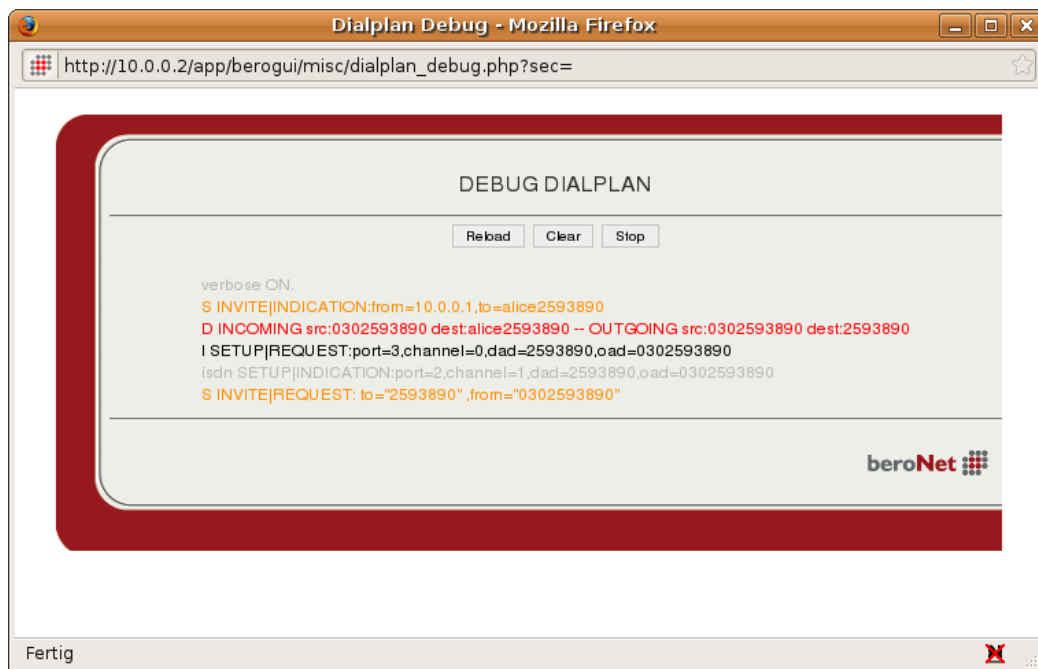 Dialplan Debug - Mozilla Firefox
http://10.0.0.2/app/berogui/misc/dialplan_debug.php?sec=
DEBUG DIALPLAN
Reload Clear Stop
verbose ON.
S INVITE|INDICATION:from=10.0.0.1,to=alice2593890
D INCOMING src:0302593890 dest:alice2593890 -- OUTGOING src:0302593890 dest:2593890
I SETUP|REQUEST:port=3,channel=0,dad=2593890,oad=0302593890
isdn SETUP|INDICATION:port=2,channel=1,dad=2593890,oad=0302593890
S INVITE|REQUEST: to="2593890" ,from="0302593890"
beroNet
Fertig